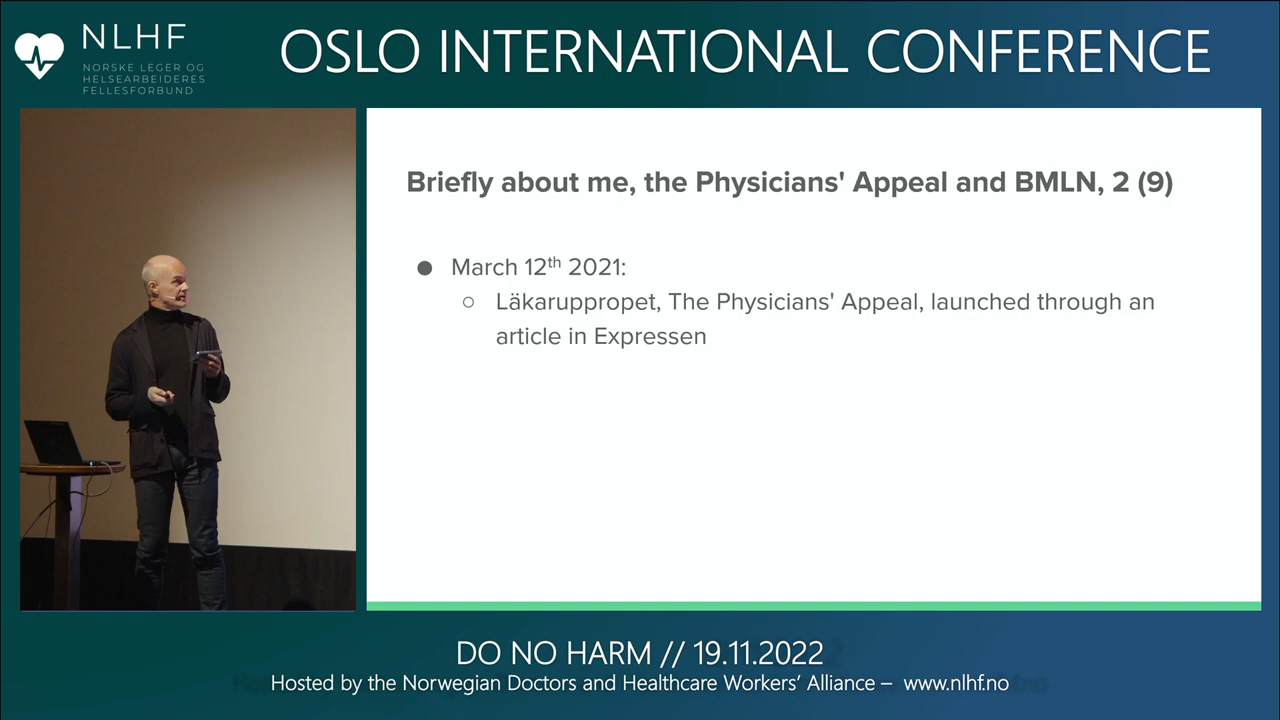 NLHF
NORSKE LEGER OG
HELSEARBEIDERES
FELLESFORBUND
OSLO INTERNATIONAL CONFERENCE
Briefly about me, the Physicians' Appeal and BMLN, 2 (9)
● March 12th 2021:
○ Läkaruppropet, The Physicians' Appeal, launched through an
article in Expressen
DO NO HARM // 19.11.2022
Hosted by the Norwegian Doctors and Healthcare Workers’ Alliance – www.nlhf.no